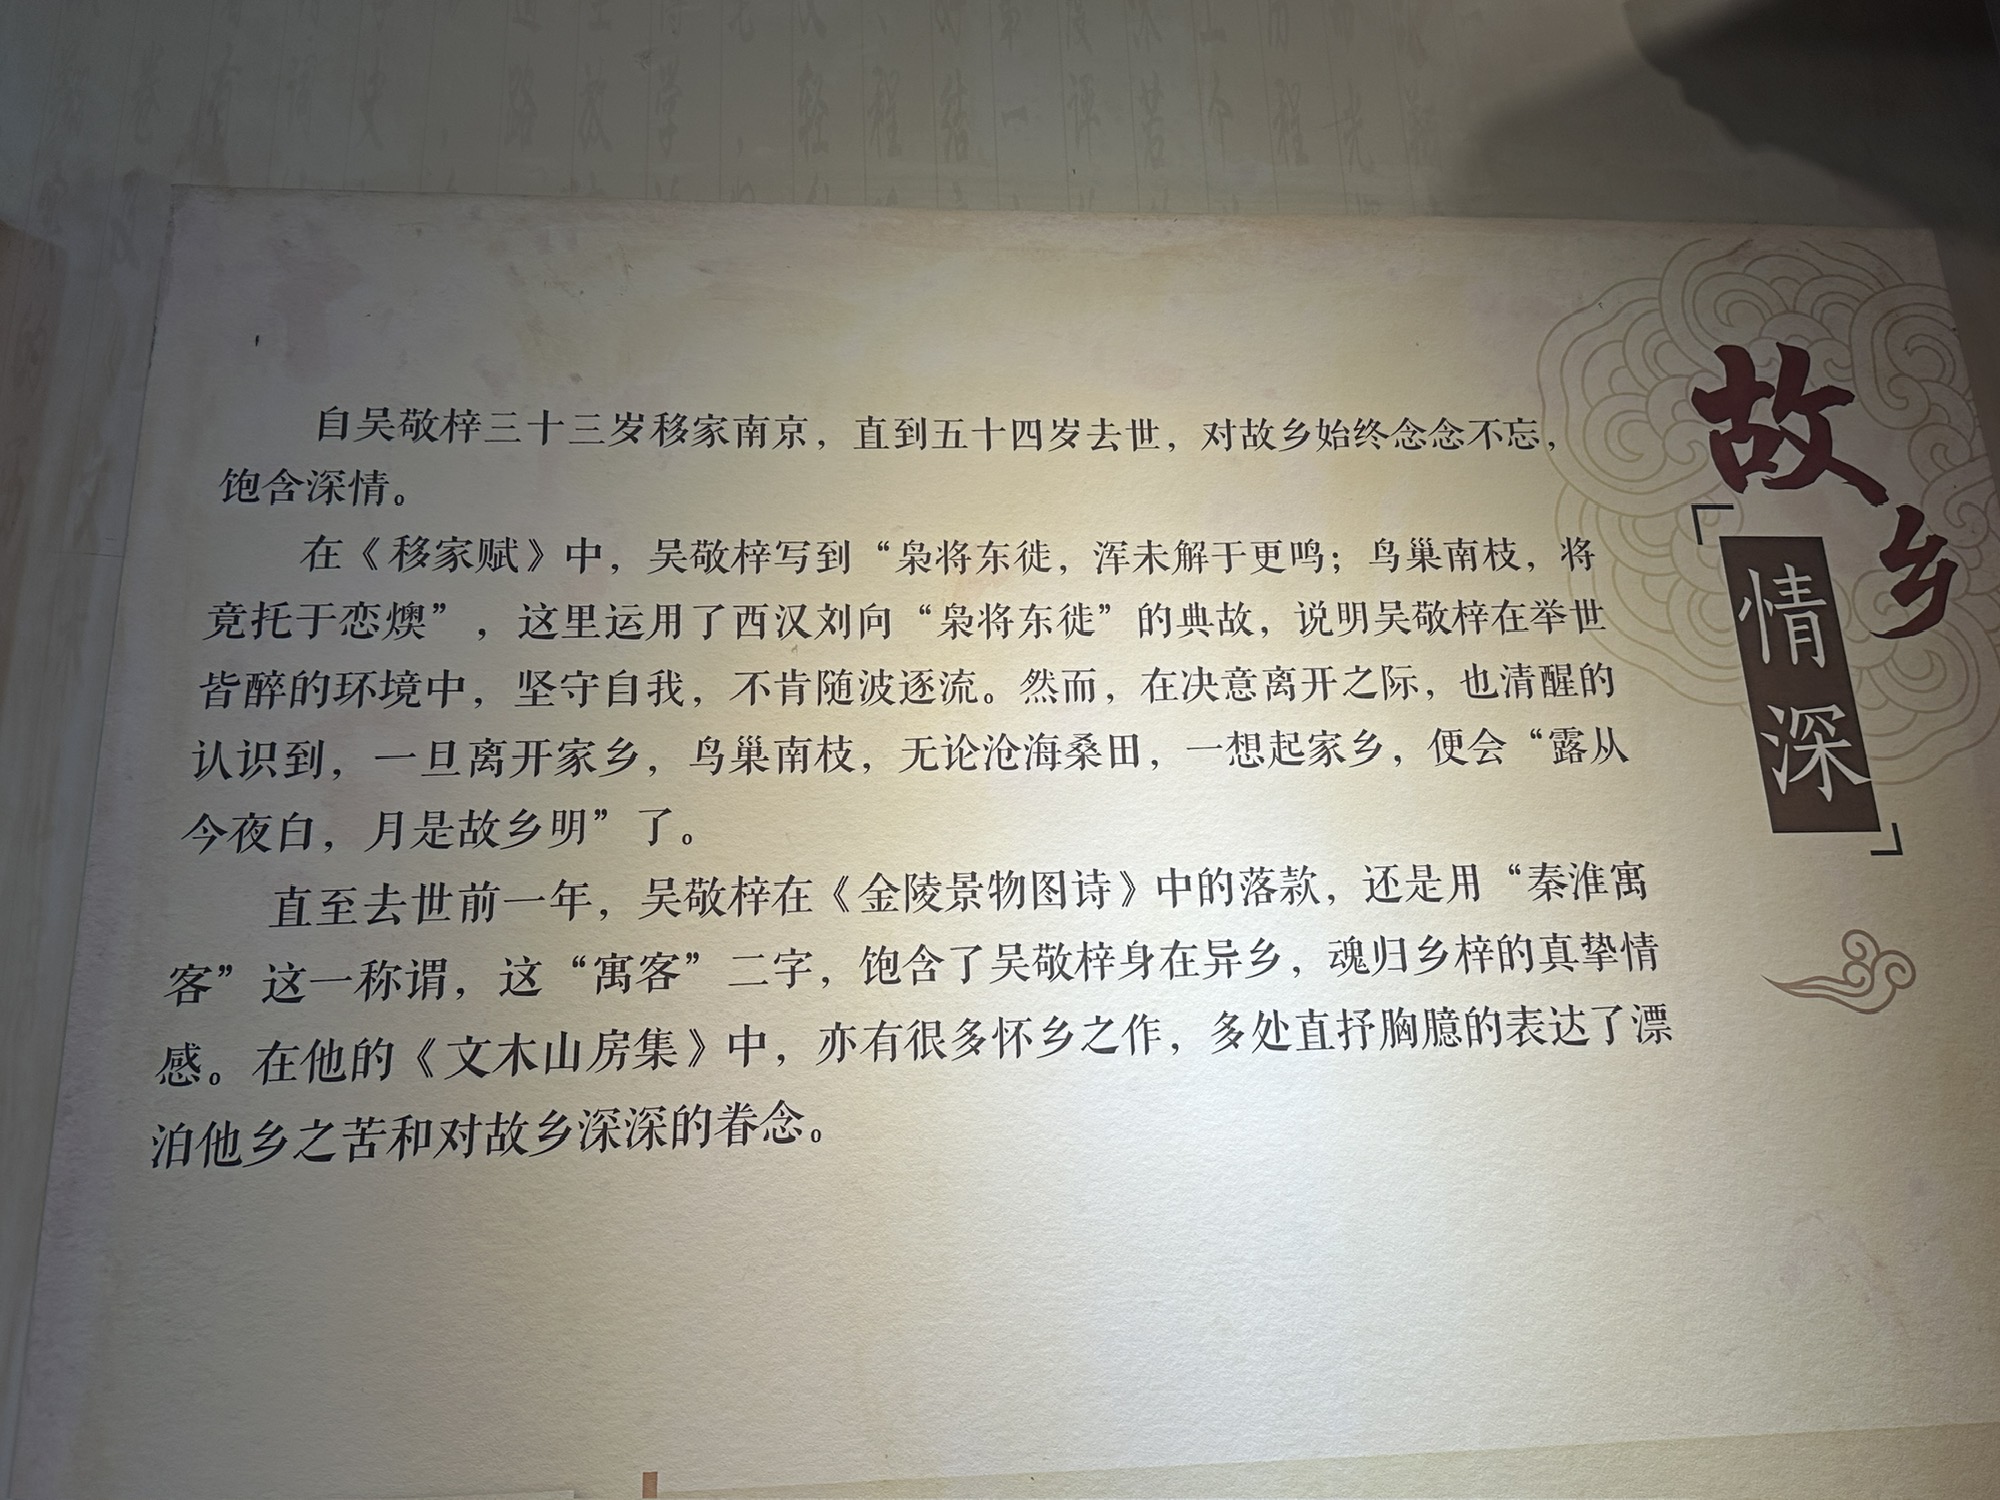 故乡
情深
自吴敬梓三十三岁移家南京，直到五十四岁去世，对故乡始终念念不忘，
饱含深情。
在《移家赋》中，吴敬梓写到“枭将东徙，浑未解于更鸣；鸟巢南枝，将
竟托于恋燠”，这里运用了西汉刘向“枭将东徙”的典故，说明吴敬梓在举世
皆醉的环境中，坚守自我，不肯随波逐流。然而，在决意离开之际，也清醒的
认识到，一旦离开家乡，鸟巢南枝，无论沧海桑田，一想起家乡，便会“露从
今夜白，月是故乡明”了。
直至去世前一年，吴敬梓在《金陵景物图诗》中的落款，还是用“秦淮寓
客”这一称谓，这“寓客”二字，饱含了吴敬梓身在异乡，魂归乡梓的真挚情
感。在他的《文木山房集》中，亦有很多怀乡之作，多处直抒胸臆的表达了漂
泊他乡之苦和对故乡深深的眷念。